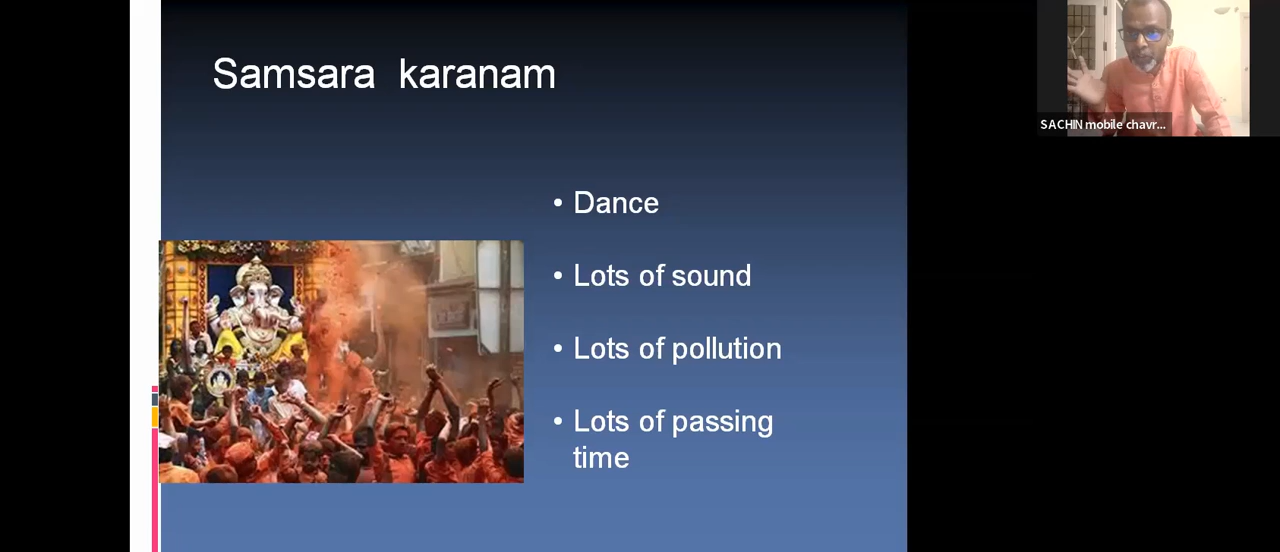 Samsara karanam
• Dance
• Lots of sound
• Lots of pollution
• Lots of passing
time
SACHIN mobile chavr...